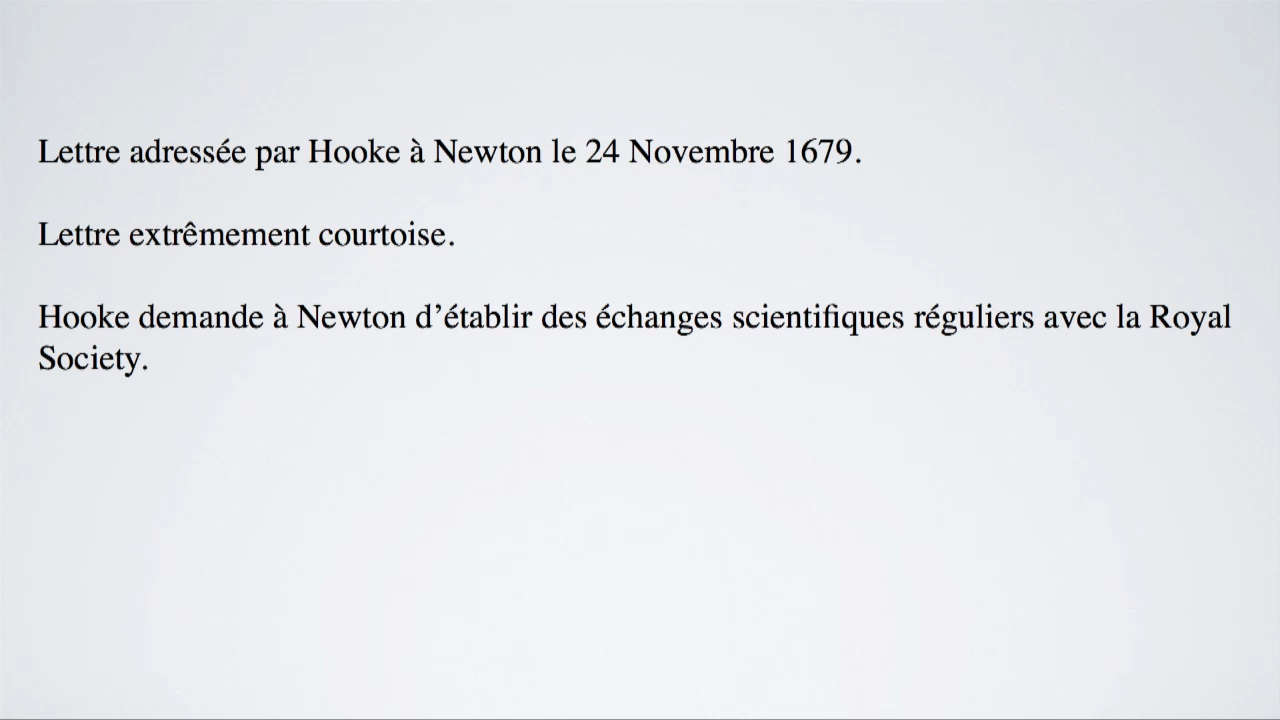 Lettre adressée par Hooke à Newton le 24 Novembre 1679.
Lettre extrêmement courtoise.
Hooke demande à Newton d’établir des échanges scientifiques réguliers avec la Royal
Society.